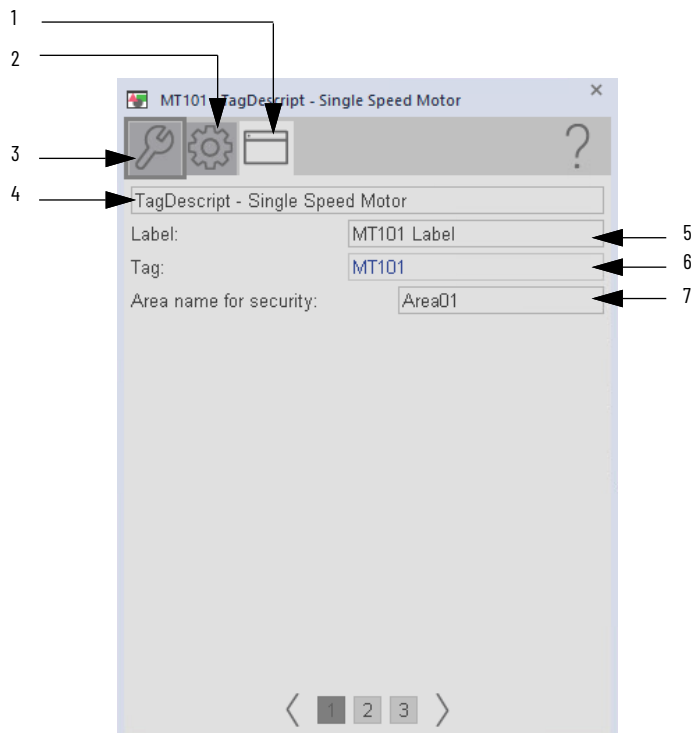 1
2
MT101 - TagDescript - Single Speed Motor
×
?
3
4
TagDescript - Single Speed Motor
Label: MT101 Label 5
Tag: MT101 6
Area name for security: Area01 7
1 2 3